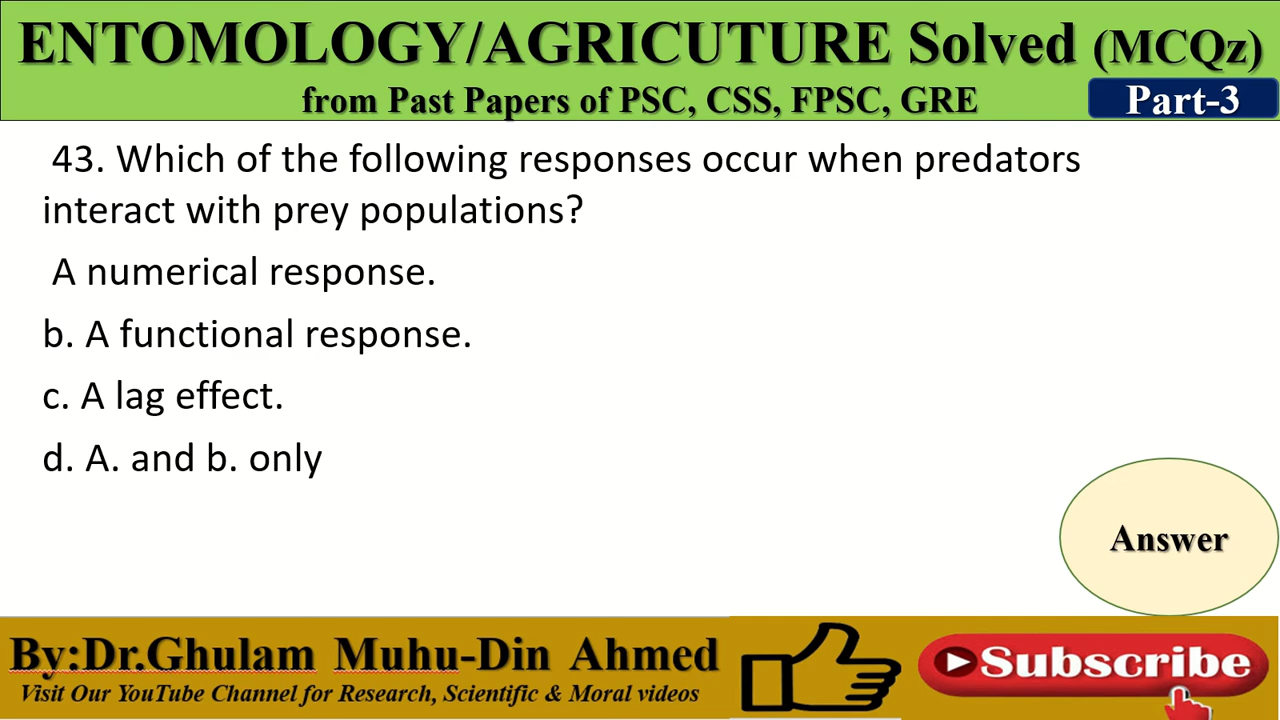 ENTOMOLOGY/AGRICUTURE Solved (MCQz)
from Past Papers of PSC, CSS, FPSC, GRE
Part-3
43. Which of the following responses occur when predators
interact with prey populations?
A numerical response.
b. A functional response.
c. A lag effect.
d. A. and b. only
Answer
By:Dr.Ghulam Muhu-Din Ahmed
Visit Our YouTube Channel for Research, Scientific & Moral videos
Subscribe